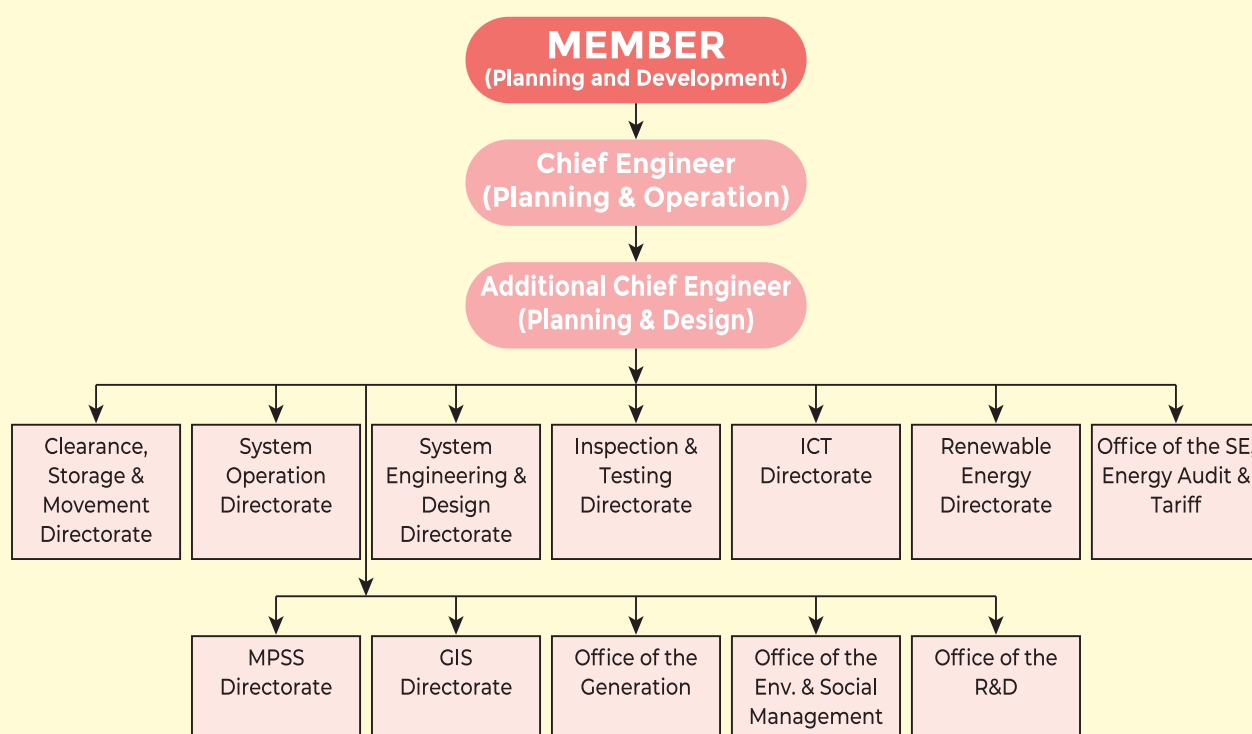 MEMBER
(Planning and Development)
Chief Engineer
(Planning & Operation)
Additional Chief Engineer
(Planning & Design)
Clearance,
Storage &
Movement
Directorate
System
Operation
Directorate
System
Engineering &
Design
Directorate
Inspection &
Testing
Directorate
ICT
Directorate
Renewable
Energy
Directorate
Office of the SE,
Energy Audit &
Tariff
MPSS
Directorate
GIS
Directorate
Office of the
Generation
Office of the
Env. & Social
Management
Office of the
R&D